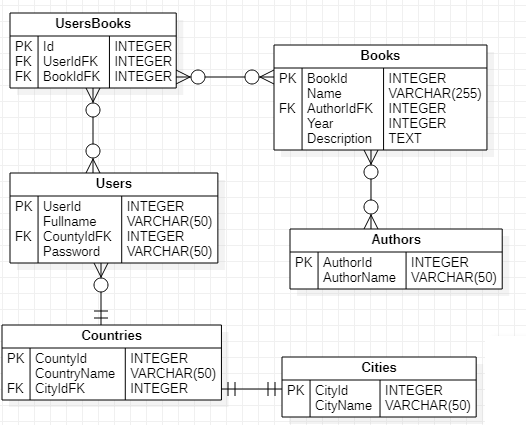 UsersBooks
PK Id INTEGER
FK UserIdFK INTEGER
FK BookIdFK INTEGER
Books
PK BookId INTEGER
Name VARCHAR(255)
FK AuthorIdFK INTEGER
Year INTEGER
Description TEXT
Users
PK UserId INTEGER
Fullname VARCHAR(50)
FK CountyIdFK INTEGER
Password VARCHAR(50)
Authors
PK AuthorId INTEGER
AuthorName VARCHAR(50)
Countries
PK CountyId INTEGER
CountryName VARCHAR(50)
FK CityIdFK INTEGER
Cities
PK CityId INTEGER
CityName VARCHAR(50)